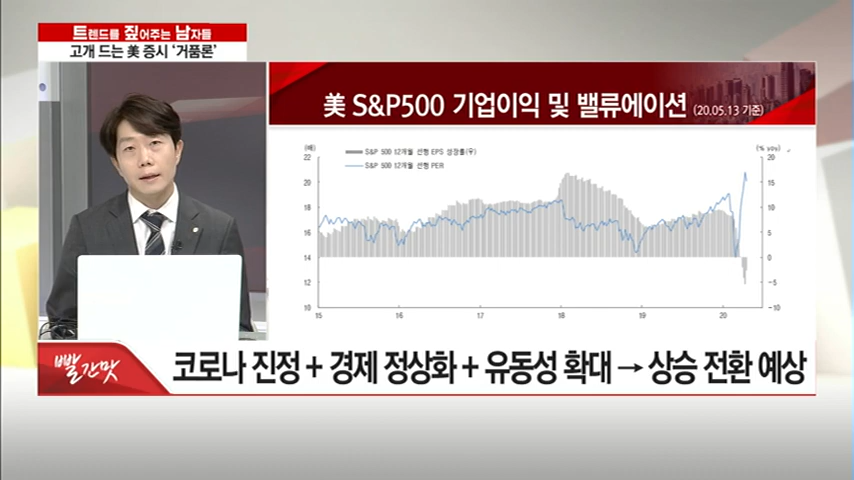 트렌드를 짚어주는 남자들
고개 드는 美 증시 '거품론'
美 S&P500 기업이익 및 밸류에이션 (20.05.13 기준)
(배)
(% yoy)
S&P 500 12개월 선행 EPS 성장률(우)
S&P 500 12개월 선행 PER
22
20
18
16
14
12
10
20
15
10
5
0
-5
-10
15 16 17 18 19 20
빨간맛
코로나 진정 + 경제 정상화 + 유동성 확대 → 상승 전환 예상